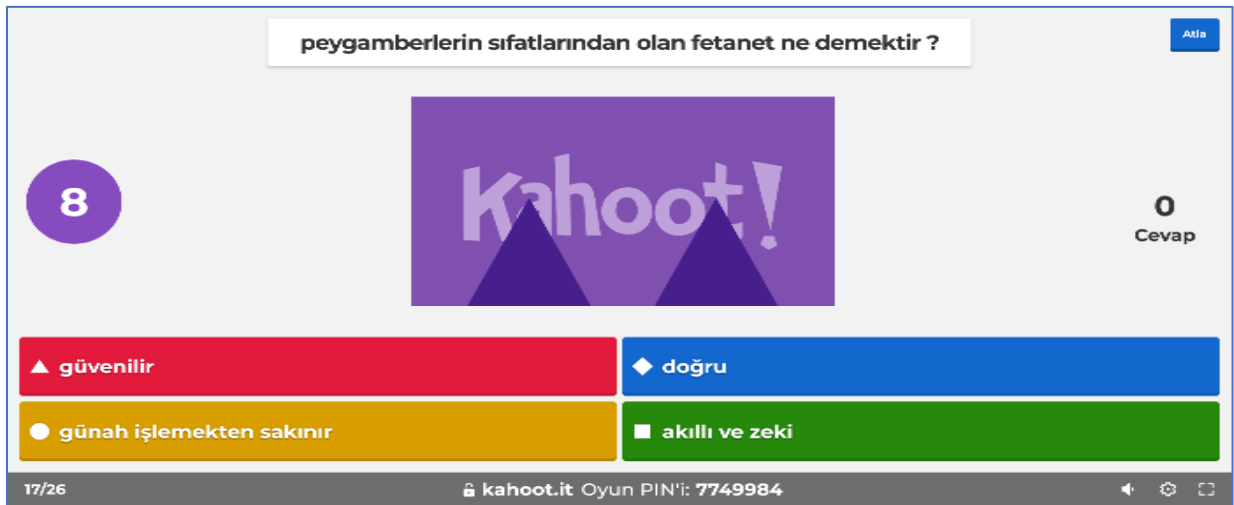 peygamberlerin sıfatlarından olan fetanet ne demektir ?
Atla
8
Kahoot!
0
Cevap
güvenilir
doğru
günah işlemekten sakınır
akıllı ve zeki
17/26
kahoot.it Oyun PIN'i: 7749984